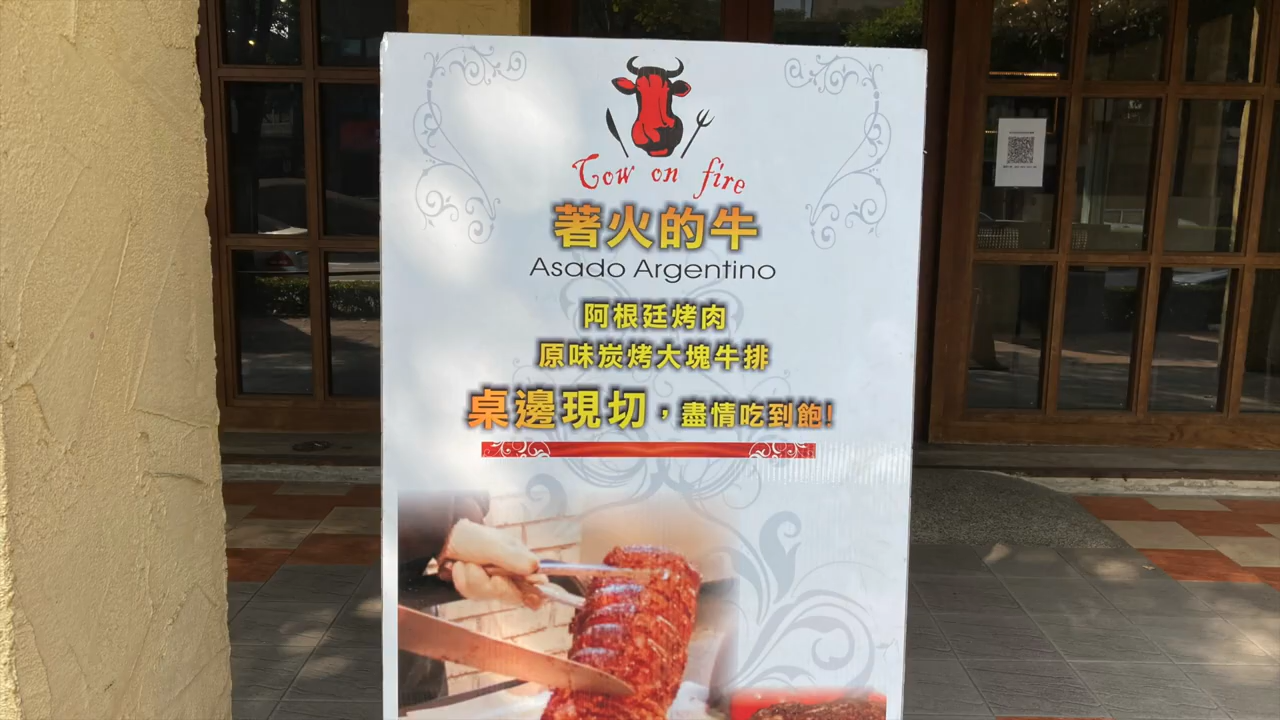 Cow on fire
著火的牛
Asado Argentino
阿根廷烤肉
原味炭烤大塊牛排
桌邊現切，盡情吃到飽!